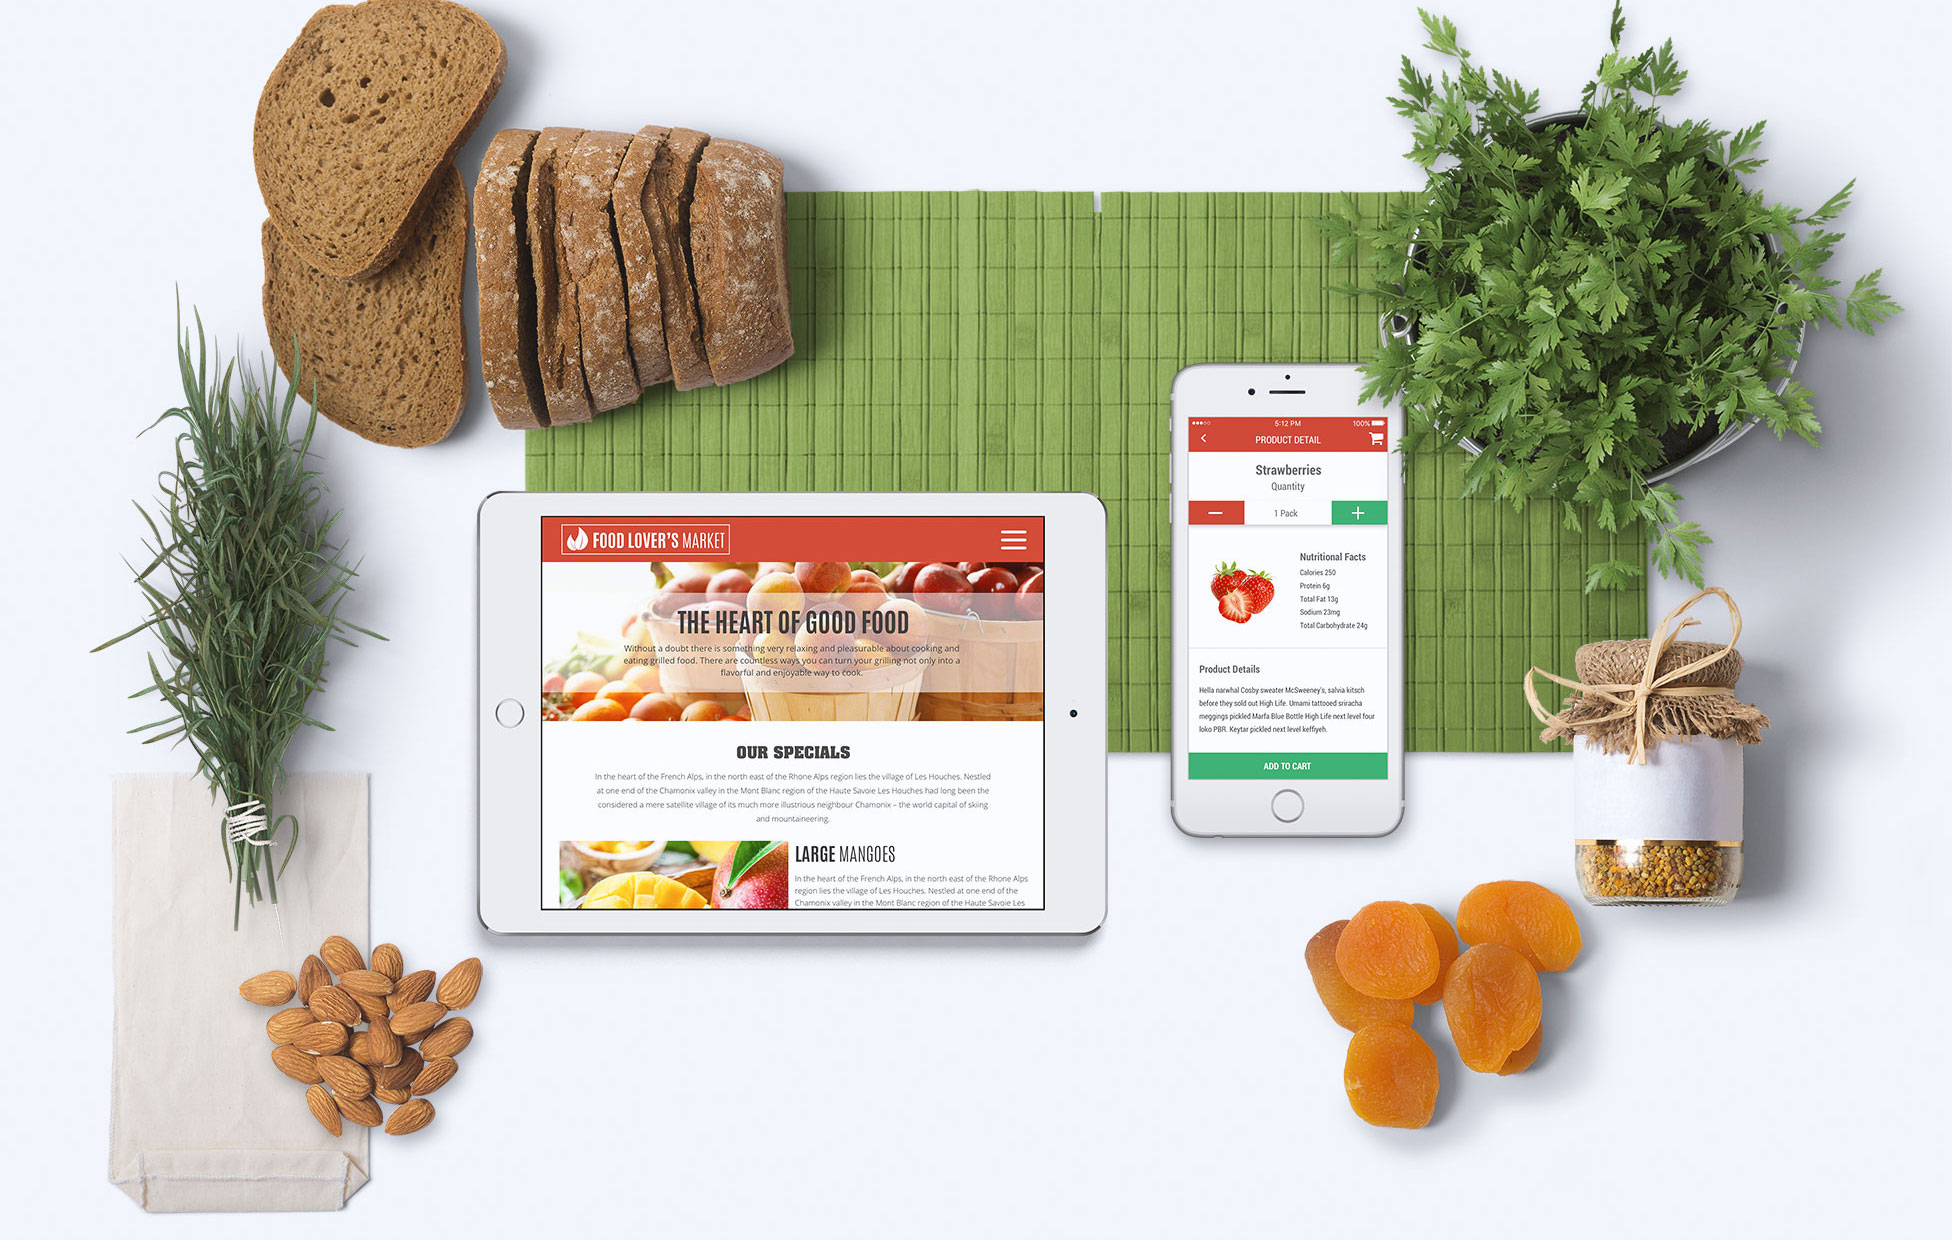 FOOD LOVER'S MARKET
THE HEART OF GOOD FOOD
Without a doubt there is something very relaxing and pleasurable about cooking and
eating grilled food. There are countless ways you can turn your grilling not only into a
flavorful and enjoyable way to cook.
OUR SPECIALS
In the heart of the French Alps, in the north east of the Rhone Alps region lies the village of Les Houches. Nestled
at one end of the Chamonix valley in the Mont Blanc region of the Haute Savoie Les Houches had long been the
considered a mere satellite village of its much more illustrious neighbour Chamonix – the world capital of skiing
and mountaineering.
LARGE MANGOES
In the heart of the French Alps, in the north east of the Rhone Alps
region lies the village of Les Houches. Nestled at one end of the
Chamonix valley in the Mont Blanc region of the Haute Savoie Les
5:12 PM
100%
PRODUCT DETAIL
Strawberries
Quantity
1 Pack
Nutritional Facts
Calories 250
Protein 6g
Total Fat 13g
Sodium 23mg
Total Carbohydrate 24g
Product Details
Hella narwhal Cosby sweater McSweeney's, salvia kitsch
before they sold out High Life. Umami tattooed sriracha
meggings pickled Marfa Blue Bottle High Life next level four
loko PBR. Keytar pickled next level keffiyeh.
ADD TO CART